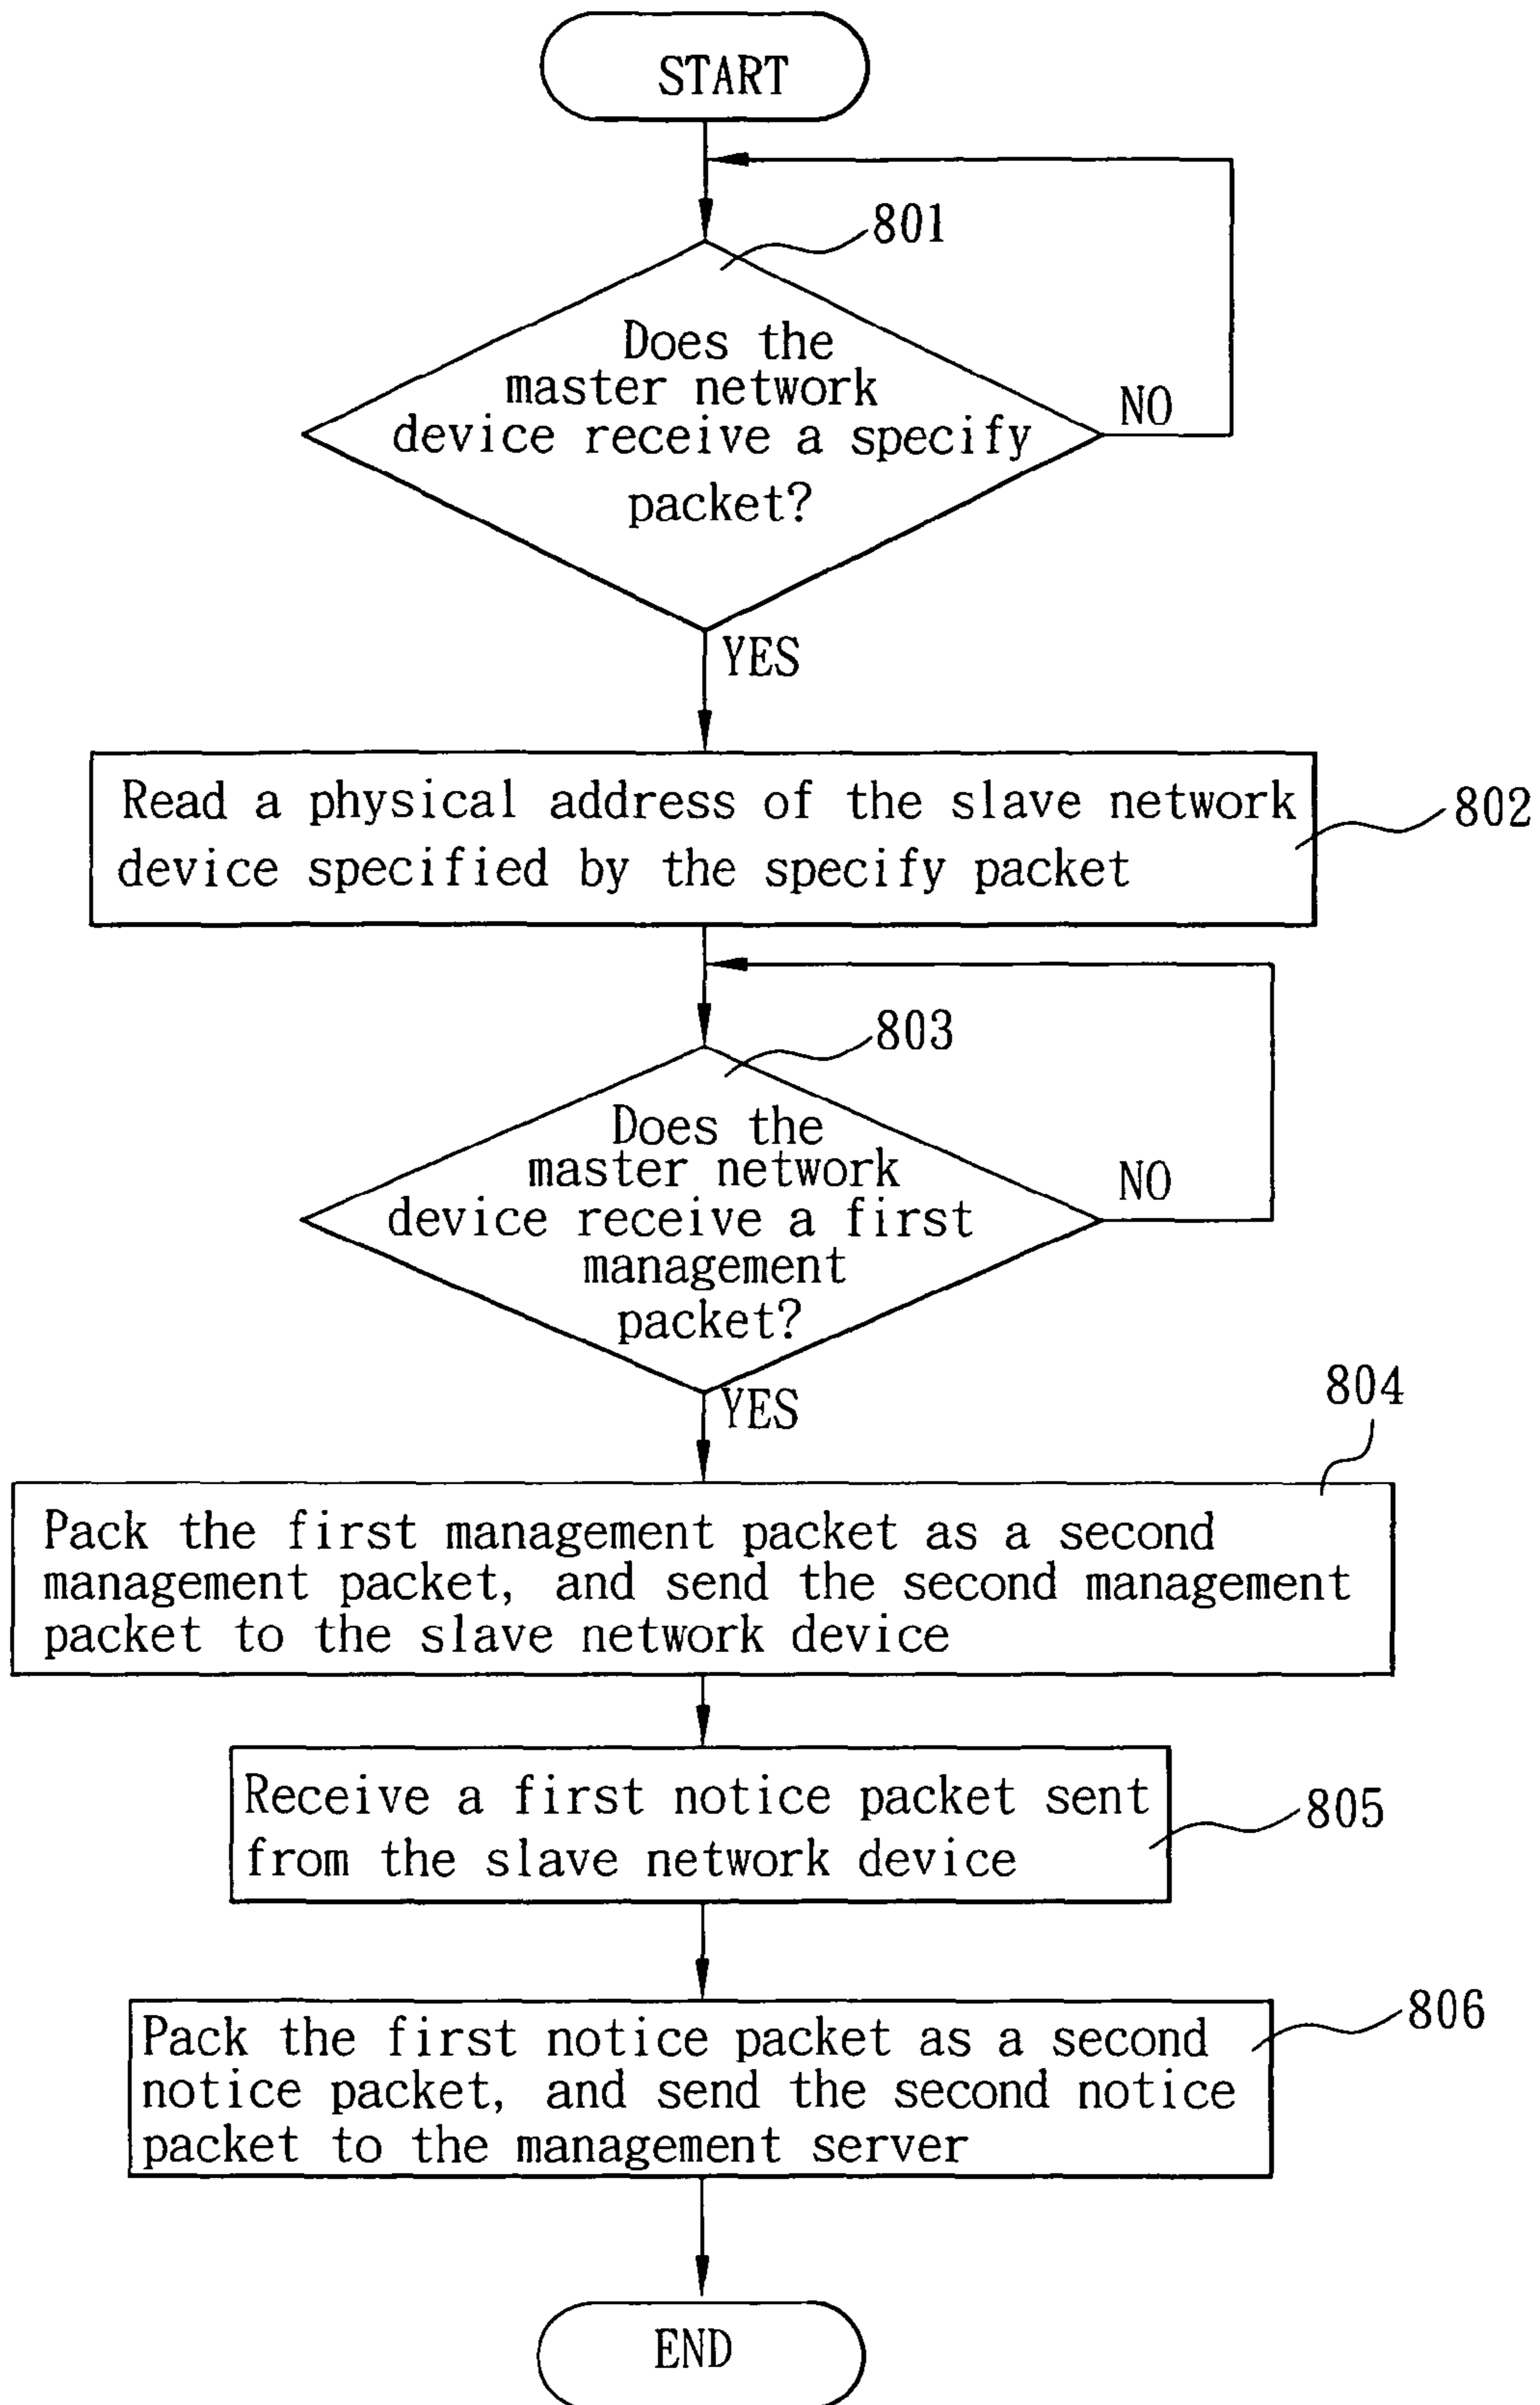 START
801
Does the
master network
device receive a specify
packet?
NO
YES
Read a physical address of the slave network
device specified by the specify packet
802
803
Does the
master network
device receive a first
management
packet?
NO
YES
804
Pack the first management packet as a second
management packet, and send the second management
packet to the slave network device
Receive a first notice packet sent
from the slave network device
805
Pack the first notice packet as a second
notice packet, and send the second notice
packet to the management server
806
END